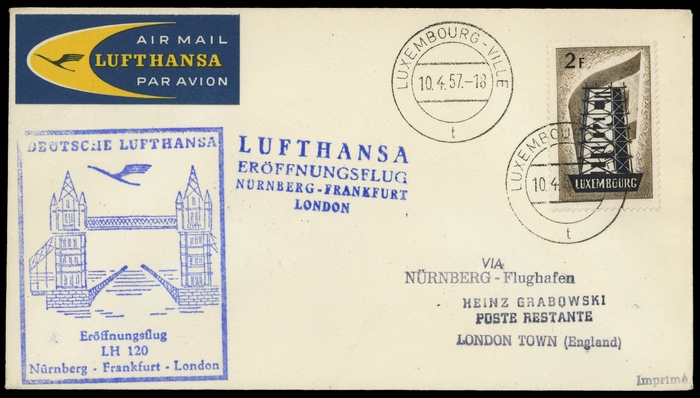 AIR MAIL
LUFTHANSA
PAR AVION
LUXEMBOURG-VILLE
10.4.57.-18
t
2F
LUXEMBOURG
LUXEMBOURG
10.4.5
t
DEUTSCHE LUFTHANSA
Eröffnungsflug
LH 120
Nürnberg - Frankfurt - London
LUFTHANSA
ERÖFFNUNGSFLUG
NÜRNBERG-FRANKFURT
LONDON
VIA
NÜRNBERG-Flughafen
HEINZ GRABOWSKI
POSTE RESTANTE
LONDON TOWN (England)
Imprimé